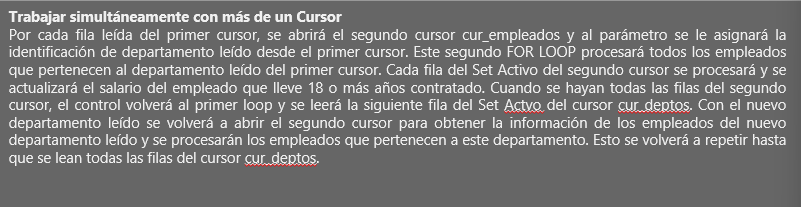 Trabajar simultáneamente con más de un Cursor
Por cada fila leída del primer cursor, se abrirá el segundo cursor cur_empleados y al parámetro se le asignará la
identificación de departamento leído desde el primer cursor. Este segundo FOR LOOP procesará todos los empleados
que pertenecen al departamento leído del primer cursor. Cada fila del Set Activo del segundo cursor se procesará y se
actualizará el salario del empleado que lleve 18 o más años contratado. Cuando se hayan todas las filas del segundo
cursor, el control volverá al primer loop y se leerá la siguiente fila del Set Actvo del cursor cur_deptos. Con el nuevo
departamento leído se volverá a abrir el segundo cursor para obtener la información de los empleados del nuevo
departamento leído y se procesarán los empleados que pertenecen a este departamento. Esto se volverá a repetir hasta
que se lean todas las filas del cursor cur_deptos.